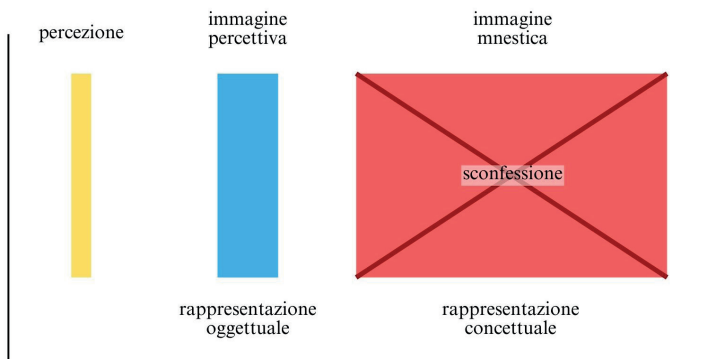 percezione
immagine
percettiva
immagine
mnestica
sconfessione
rappresentazione
oggettuale
rappresentazione
concettuale